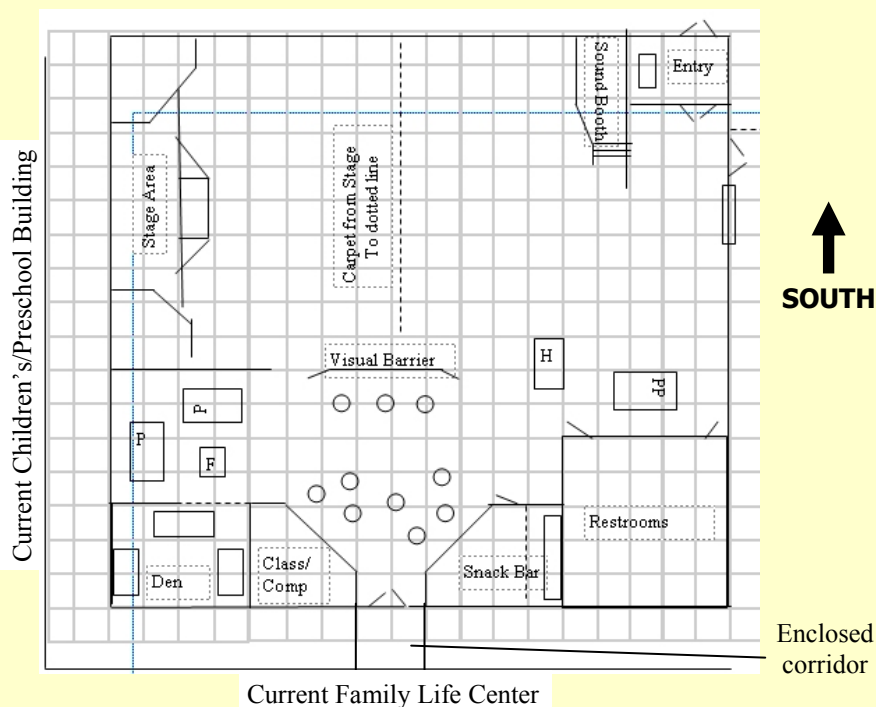 Entry
Sound Booth
Stage Area
Carpet from Stage
To dotted line
Current Children's/Preschool Building
SOUTH
Visual Barrier
H
PP
P
P
F
Restrooms
Class/
Comp
Snack Bar
Den
Enclosed
corridor
Current Family Life Center